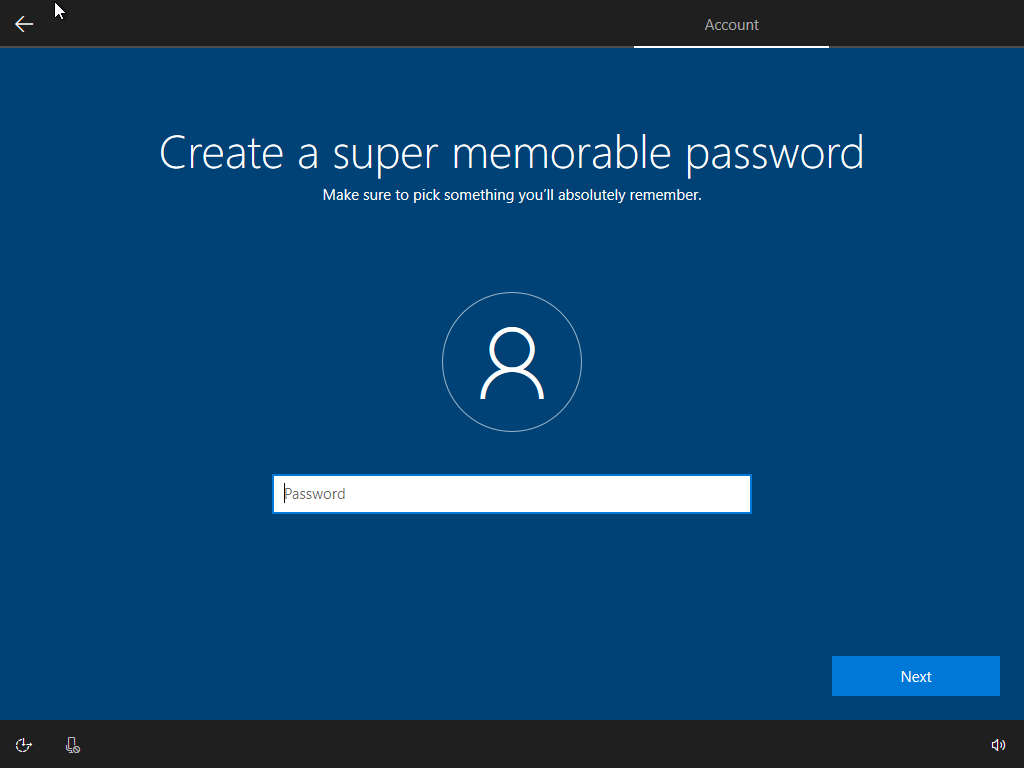 Account
Create a super memorable password
Make sure to pick something you'll absolutely remember.
Password
Next